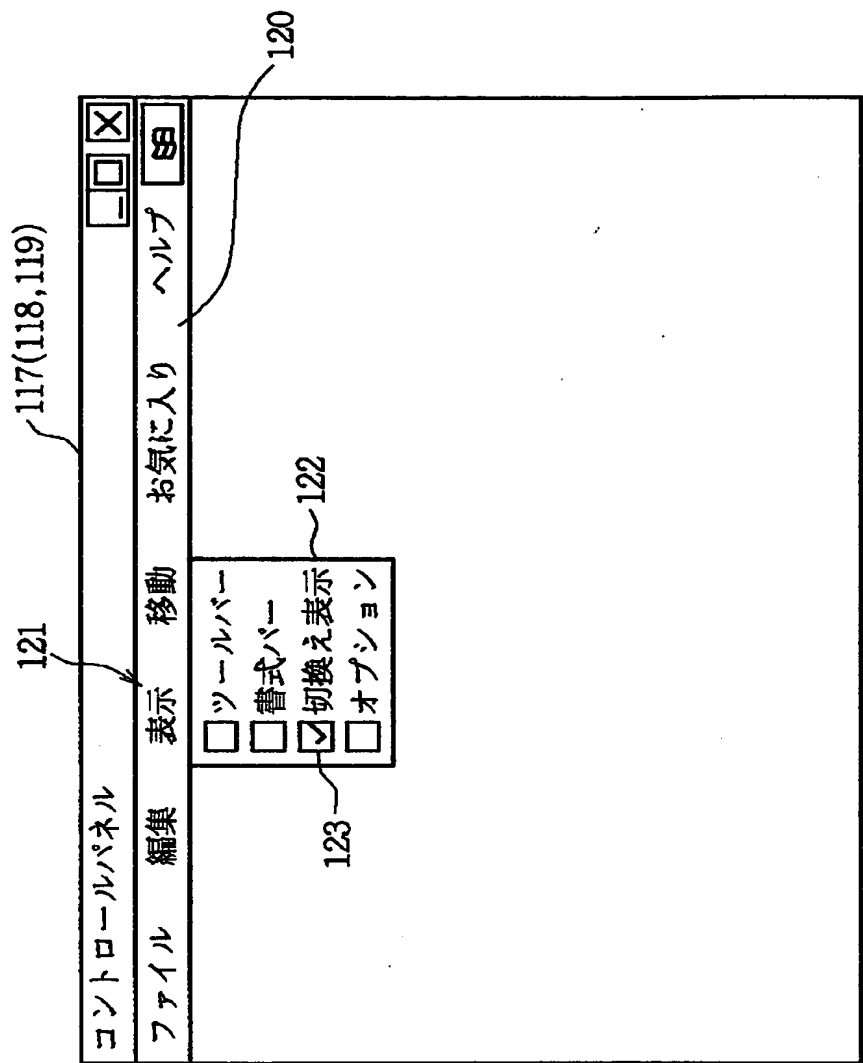 117(118,119)
コントロールパネル
ファイル 編集 表示 移動 お気に入り ヘルプ
121
120
ツールバー
書式バー
切換え表示
オプション
122
123